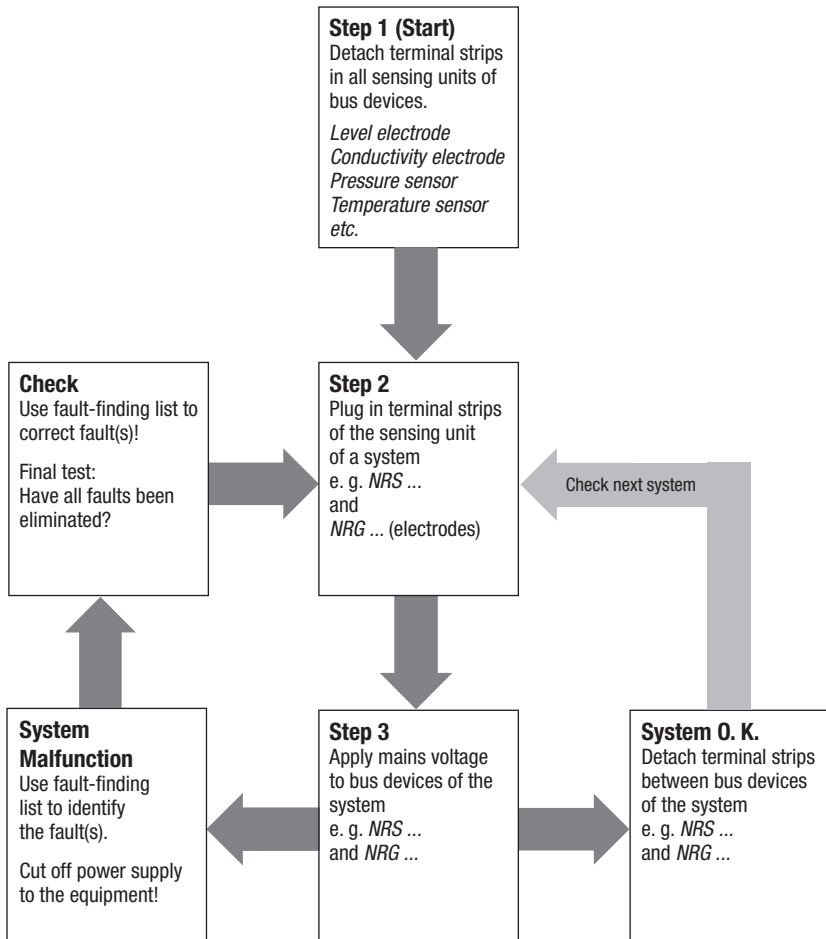 Step 1 (Start)
Detach terminal strips
in all sensing units of
bus devices.
Level electrode
Conductivity electrode
Pressure sensor
Temperature sensor
etc.
Check
Use fault-finding list to
correct fault(s)!
Final test:
Have all faults been
eliminated?
Step 2
Plug in terminal strips
of the sensing unit
of a system
e. g. NRS ...
and
NRG ... (electrodes)
Check next system
System
Malfunction
Use fault-finding
list to identify
the fault(s).
Cut off power supply
to the equipment!
Step 3
Apply mains voltage
to bus devices of the
system
e. g. NRS ...
and NRG ...
System O. K.
Detach terminal strips
between bus devices
of the system
e. g. NRS ...
and NRG ...